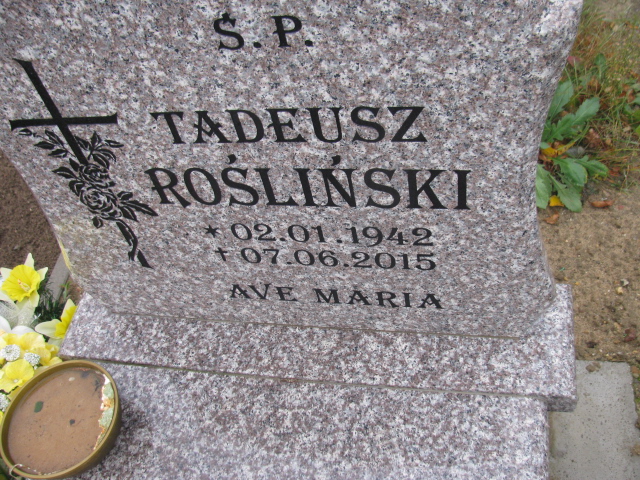 Ś.P.
TADEUSZ
ROŚLIŃSKI
* 02.01.1942
† 07.06.2015
AVE MARIA